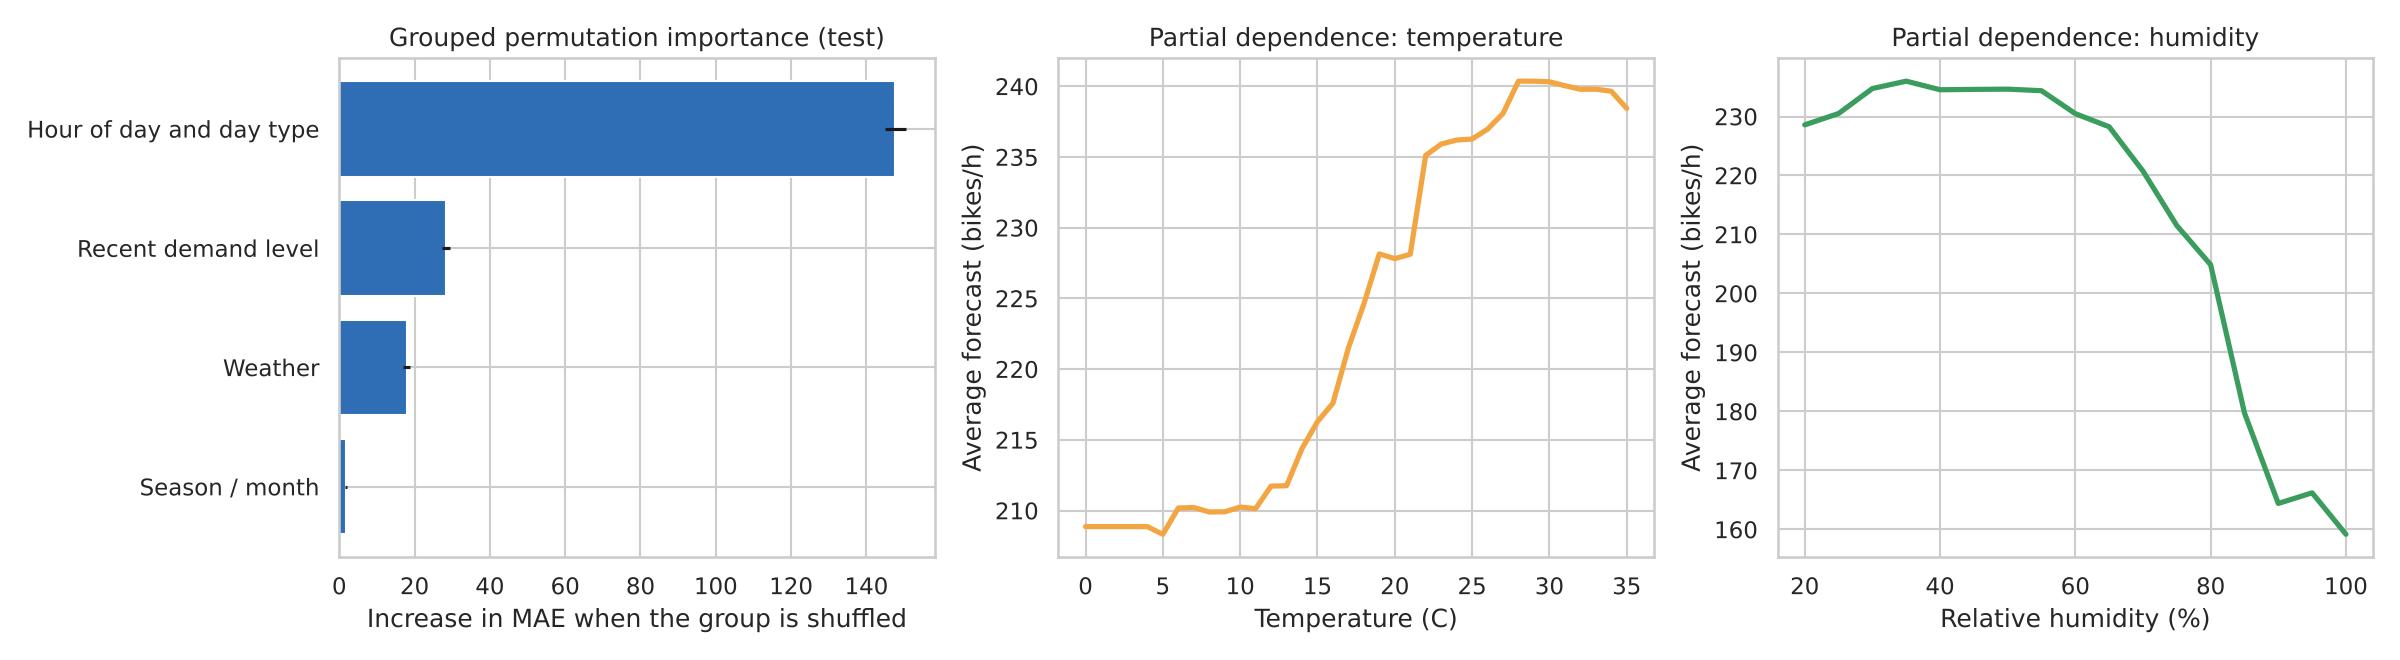 Grouped permutation importance (test)
Hour of day and day type
Recent demand level
Weather
Season / month
0 20 40 60 80 100 120 140
Increase in MAE when the group is shuffled
Partial dependence: temperature
Average forecast (bikes/h)
240
235
230
225
220
215
210
0 5 10 15 20 25 30 35
Temperature (C)
Partial dependence: humidity
Average forecast (bikes/h)
230
220
210
200
190
180
170
160
20 40 60 80 100
Relative humidity (%)